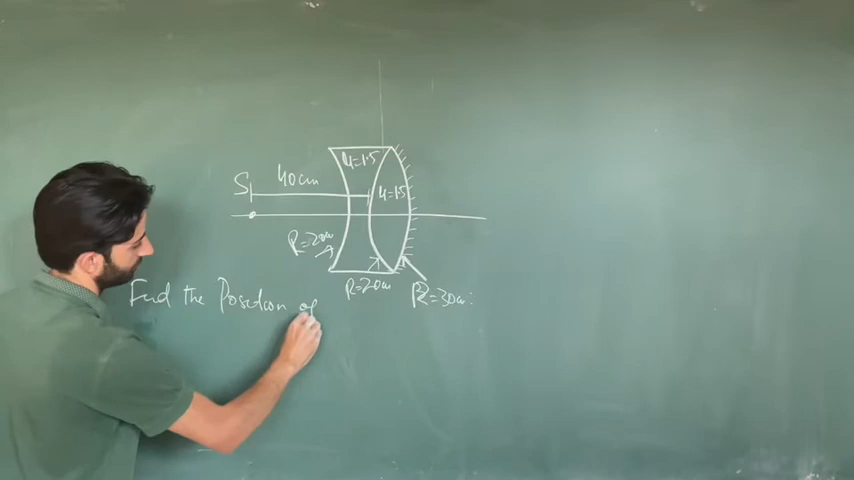 μ=1.5
S 40cm
μ=1.5
R=20cm
R=20cm
R=30cm
Find the Position of